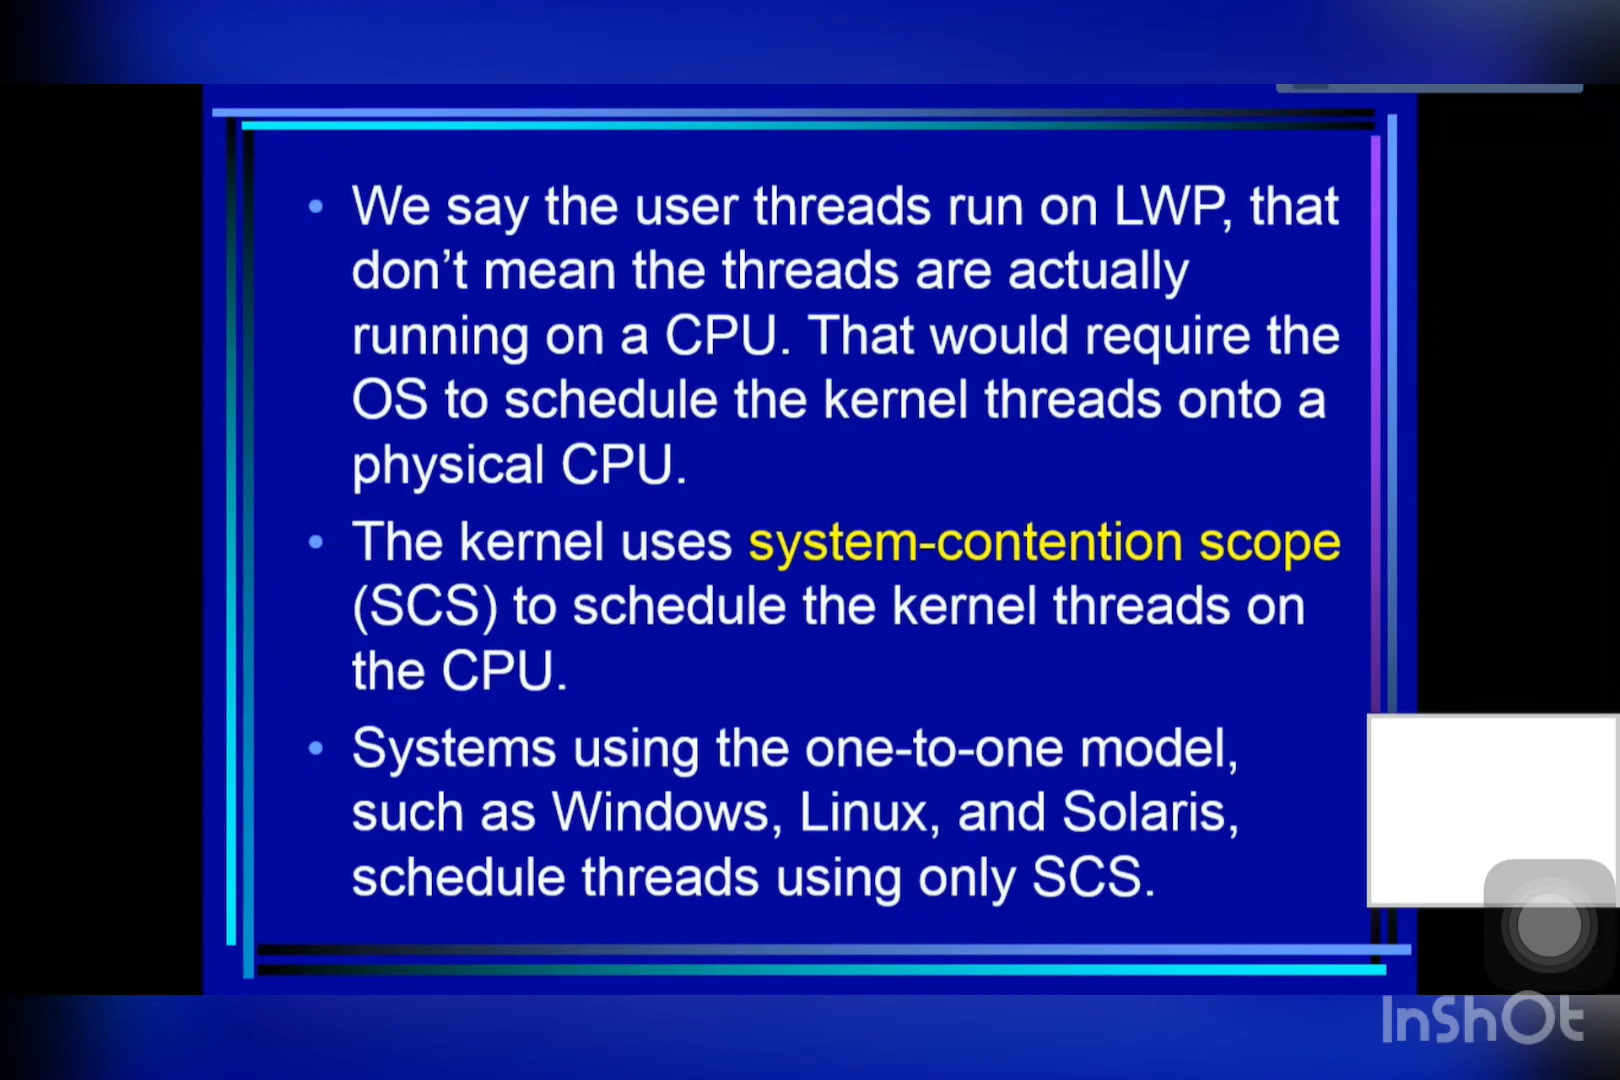 We say the user threads run on LWP, that
don’t mean the threads are actually
running on a CPU. That would require the
OS to schedule the kernel threads onto a
physical CPU.
The kernel uses system-contention scope
(SCS) to schedule the kernel threads on
the CPU.
Systems using the one-to-one model,
such as Windows, Linux, and Solaris,
schedule threads using only SCS.
InShOt